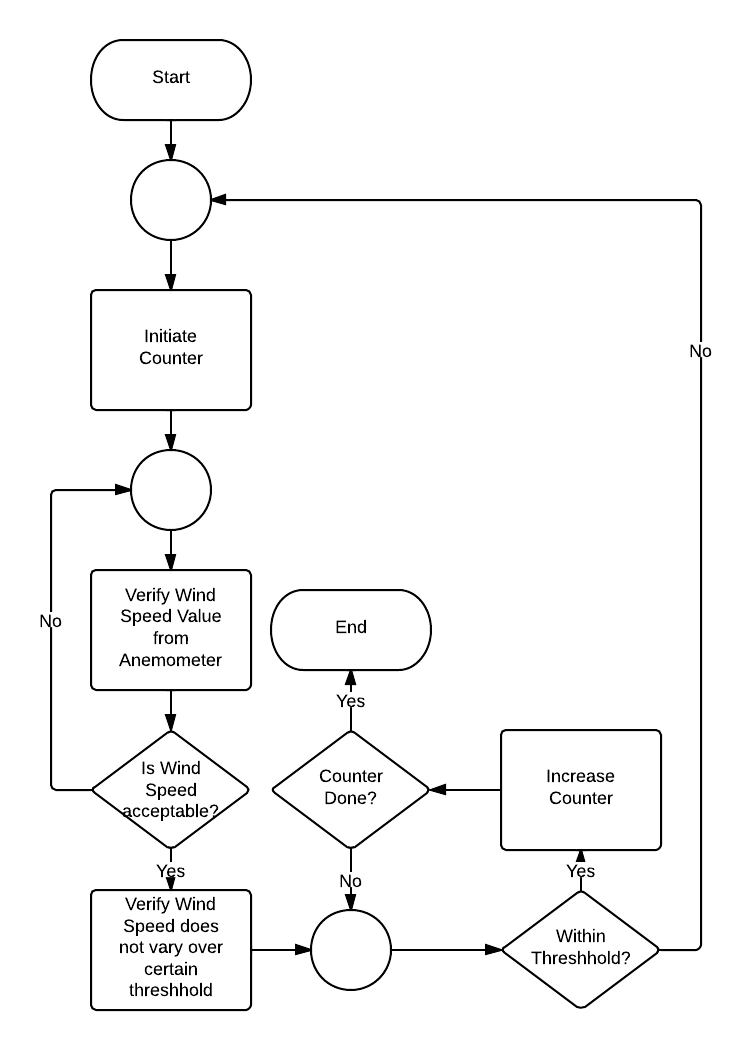 Start
Initiate
Counter
No
Verify Wind
Speed Value
from
Anemometer
No
End
Yes
Is Wind
Speed
acceptable?
Counter
Done?
Increase
Counter
Yes
No
Yes
Verify Wind
Speed does
not vary over
certain
threshhold
Within
Threshhold?